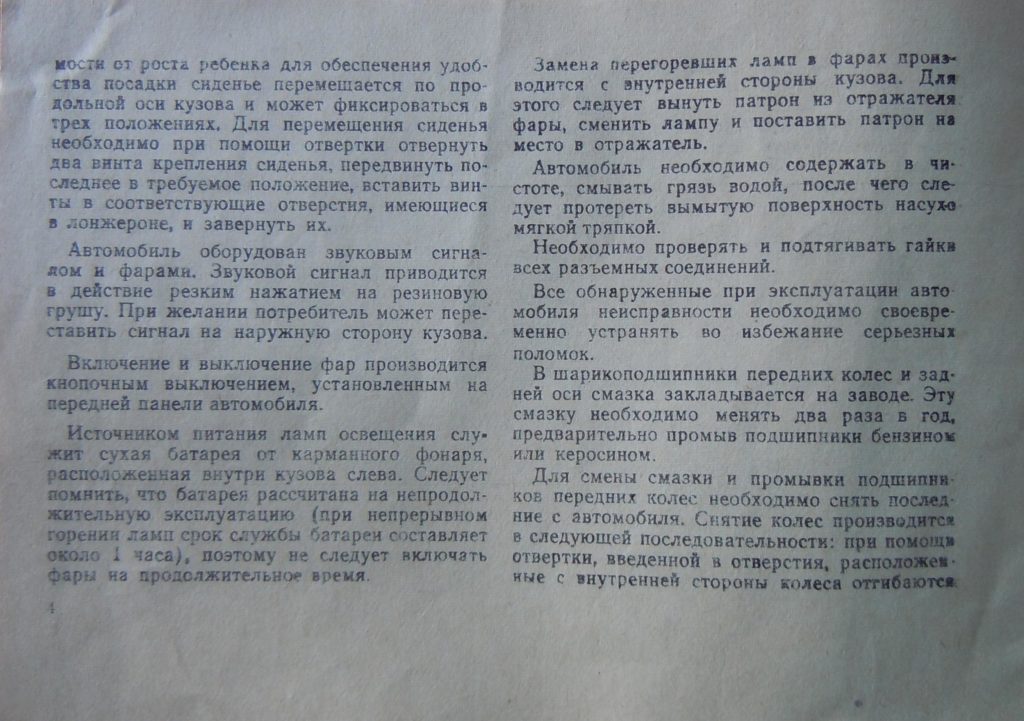 мости от роста ребенка для обеспечения удоб-
ства посадки сиденье перемещается по про-
дольной оси кузова и может фиксироваться в
трех положениях. Для перемещения сиденья
необходимо при помощи отвертки отвернуть
два винта крепления сиденья, передвинуть по-
следнее в требуемое положение, вставить вин-
ты в соответствующие отверстия, имеющиеся
в лонжероне, и завернуть их.
Автомобиль оборудован звуковым сигна-
лом и фарами. Звуковой сигнал приводится
в действие резким нажатием на резиновую
грушу. При желании потребитель может пере-
ставить сигнал на наружную сторону кузова.
Включение и выключение фар производится
кнопочным выключением, установленным на
передней панели автомобиля.
Источником питания ламп освещения слу-
жит сухая батарея от карманного фонаря,
расположенная внутри кузова слева. Следует
помнить, что батарея рассчитана на непродол-
жительную эксплуатацию (при непрерывном
горении ламп срок службы батареи составляет
около 1 часа), поэтому не следует включать
фары на продолжительное время.
4
Замена перегоревших ламп в фарах произ-
водится с внутренней стороны кузова. Для
этого следует вынуть патрон из отражателя
фары, сменить лампу и поставить патрон на
место в отражатель.
Автомобиль необходимо содержать в чи-
стоте, смывать грязь водой, после чего сле-
дует протереть вымытую поверхность насухо
мягкой тряпкой.
Необходимо проверять и подтягивать гайки
всех разъемных соединений.
Все обнаруженные при эксплуатации авто-
мобиля неисправности необходимо своевре-
менно устранять во избежание серьезных
поломок.
В шарикоподшипники передних колес и зад-
ней оси смазка закладывается на заводе. Эту
смазку необходимо менять два раза в год,
предварительно промыв подшипники бензином
или керосином.
Для смены смазки и промывки подшипни-
ков передних колес необходимо снять послед-
ние с автомобиля. Снятие колес производится
в следующей последовательности: при помощи
отвертки, введенной в отверстия, расположен-
ные с внутренней стороны колеса отгибаются